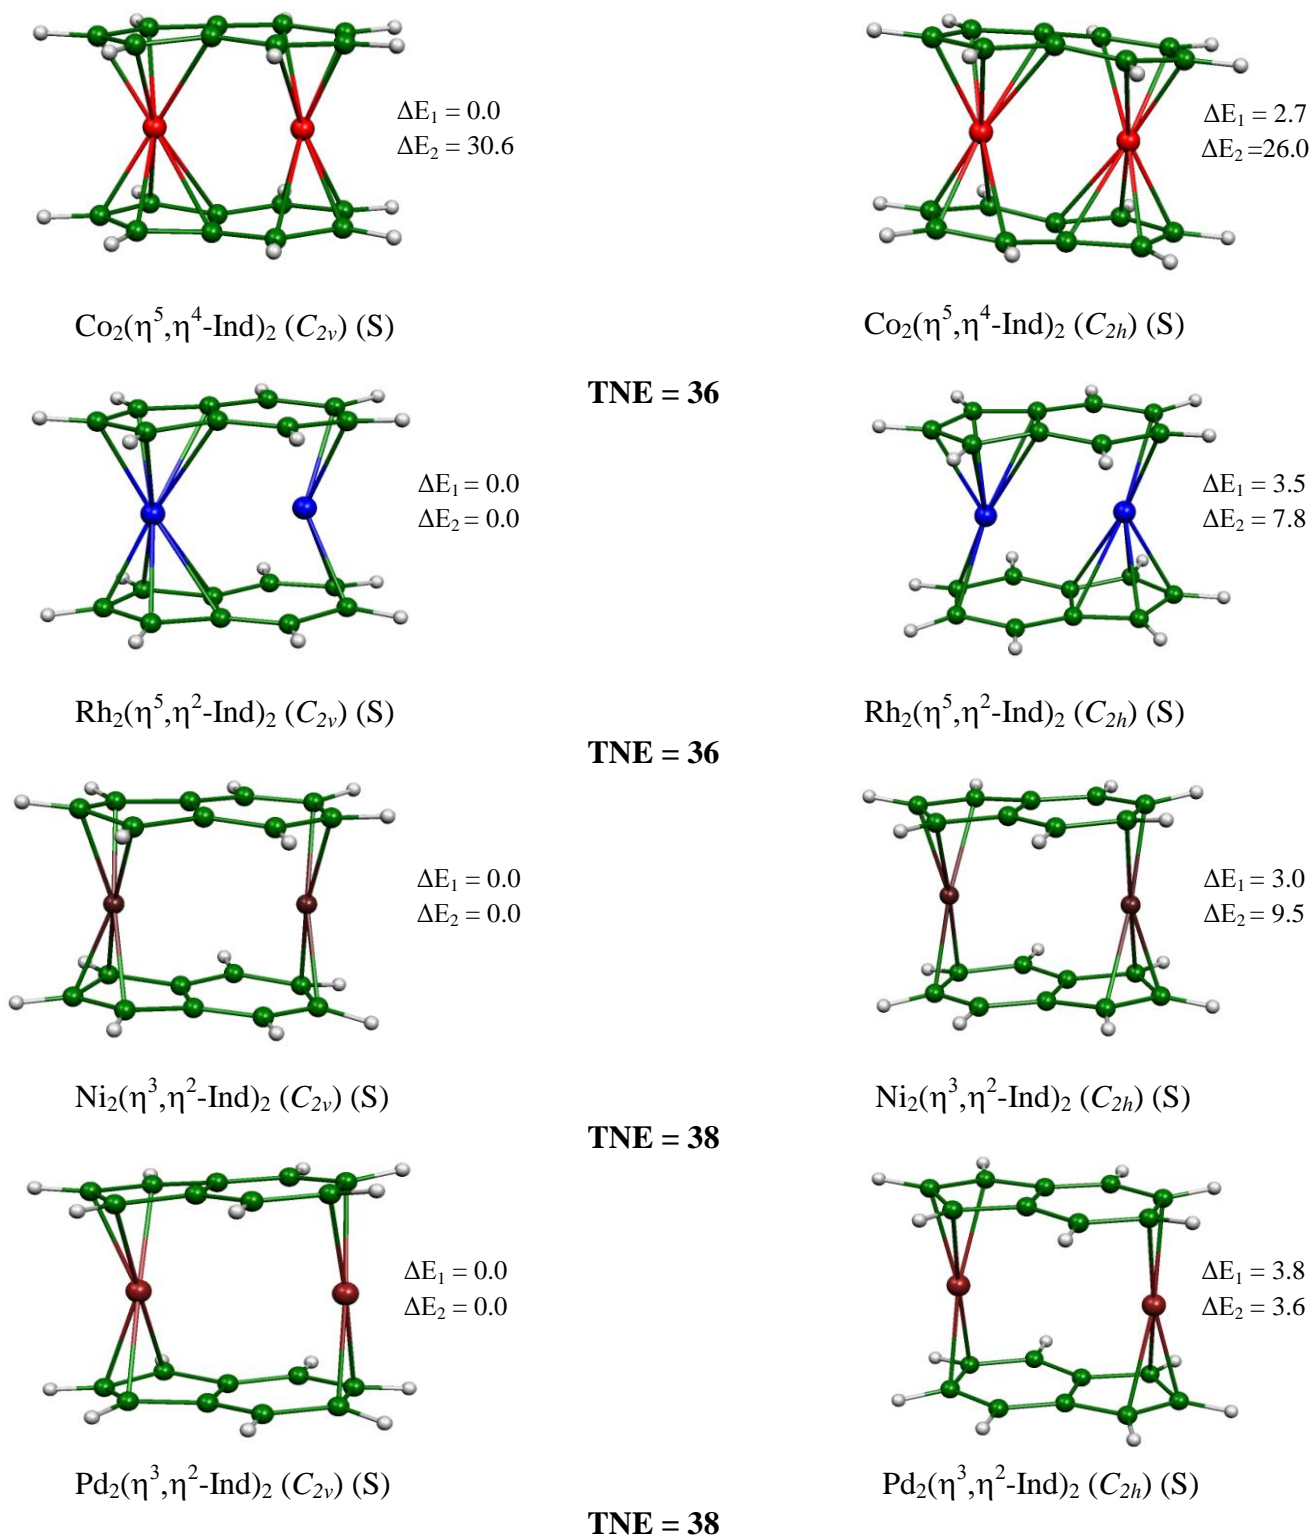 ΔE₁ = 0.0
ΔE₂ = 30.6
ΔE₁ = 2.7
ΔE₂ =26.0
Co₂(η⁵,η⁴-Ind)₂ (C₂ᵥ) (S)
Co₂(η⁵,η⁴-Ind)₂ (C₂ₕ) (S)
TNE = 36
ΔE₁ = 0.0
ΔE₂ = 0.0
ΔE₁ = 3.5
ΔE₂ = 7.8
Rh₂(η⁵,η²-Ind)₂ (C₂ᵥ) (S)
Rh₂(η⁵,η²-Ind)₂ (C₂ₕ) (S)
TNE = 36
ΔE₁ = 0.0
ΔE₂ = 0.0
ΔE₁ = 3.0
ΔE₂ = 9.5
Ni₂(η³,η²-Ind)₂ (C₂ᵥ) (S)
Ni₂(η³,η²-Ind)₂ (C₂ₕ) (S)
TNE = 38
ΔE₁ = 0.0
ΔE₂ = 0.0
ΔE₁ = 3.8
ΔE₂ = 3.6
Pd₂(η³,η²-Ind)₂ (C₂ᵥ) (S)
Pd₂(η³,η²-Ind)₂ (C₂ₕ) (S)
TNE = 38